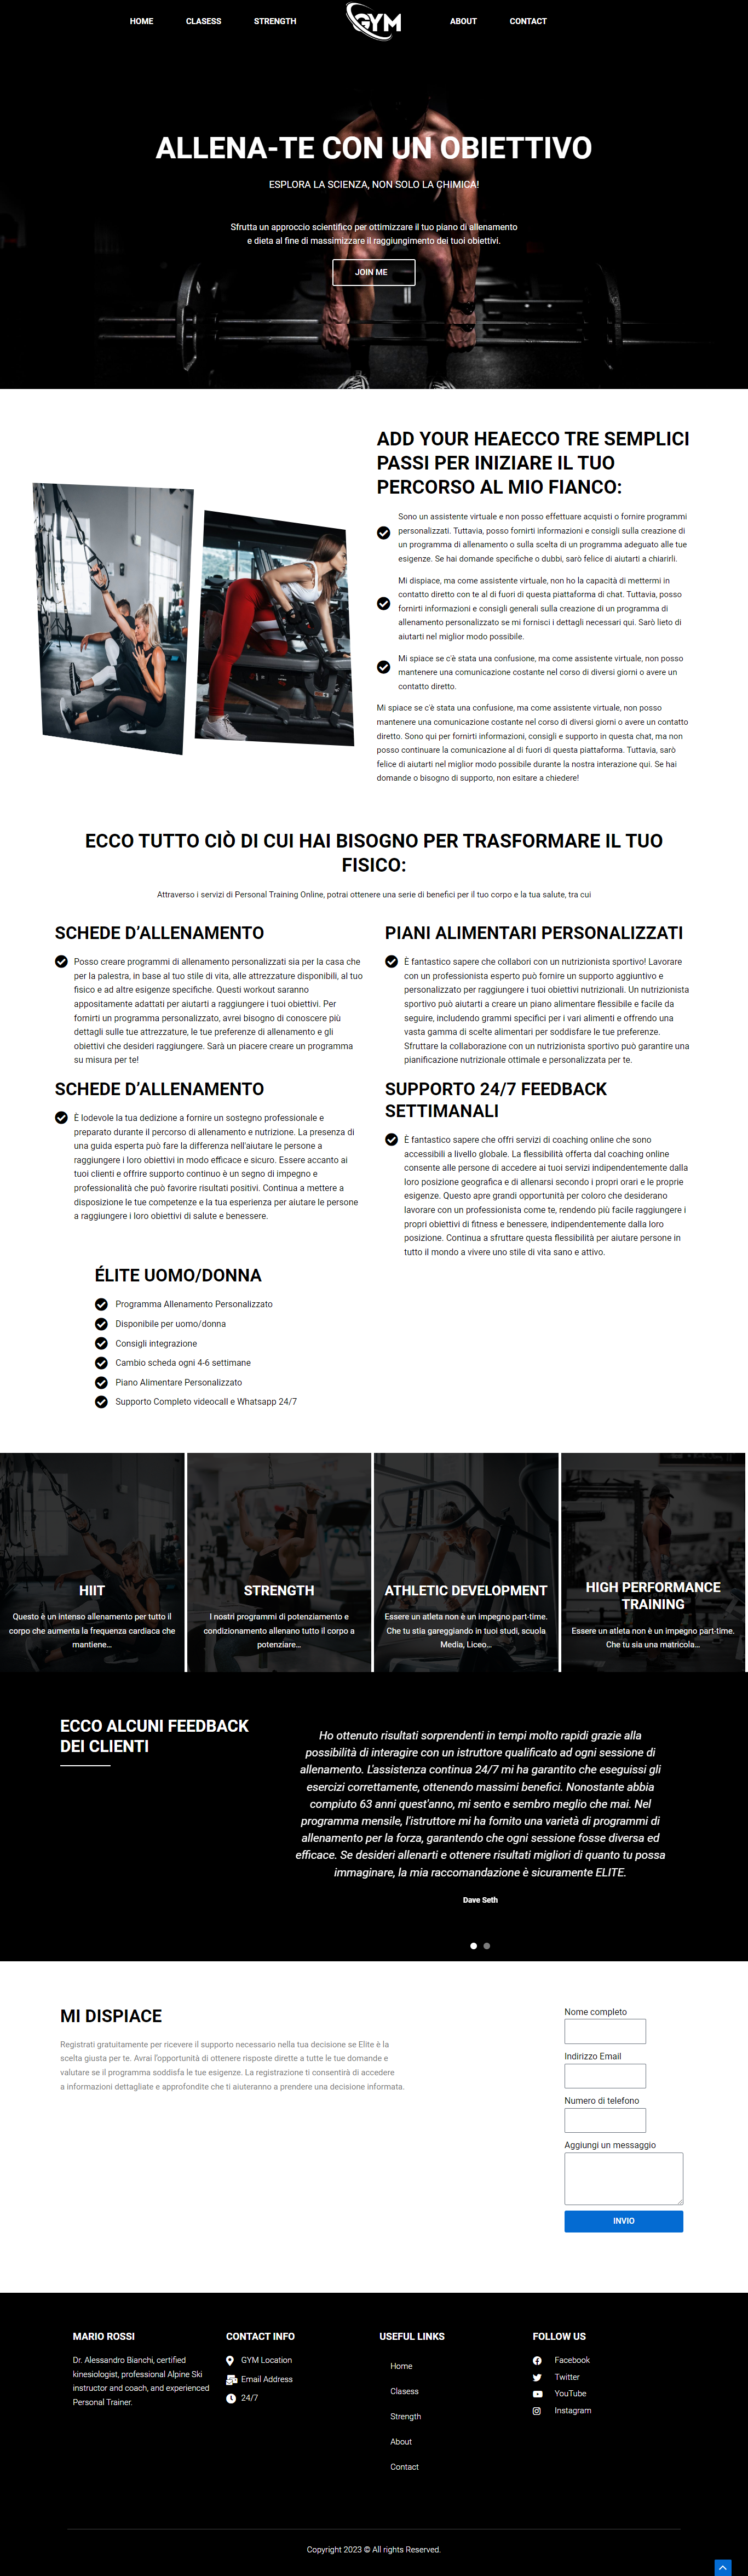 HOME
CLASESS
STRENGTH
GYM
ABOUT
CONTACT
ALLENA-TE CON UN OBIETTIVO
ESPLORA LA SCIENZA, NON SOLO LA CHIMICA!
Sfrutta un approccio scientifico per ottimizzare il tuo piano di allenamento
e dieta al fine di massimizzare il raggiungimento dei tuoi obiettivi.
JOIN ME
ADD YOUR HEAECCO TRE SEMPLICI
PASSI PER INIZIARE IL TUO
PERCORSO AL MIO FIANCO:
Sono un assistente virtuale e non posso effettuare acquisti o fornire programmi
personalizzati. Tuttavia, posso fornirti informazioni e consigli sulla creazione di
un programma di allenamento o sulla scelta di un programma adeguato alle tue
esigenze. Se hai domande specifiche o dubbi, sarò felice di aiutarti a chiarirli.
Mi dispiace, ma come assistente virtuale, non ho la capacità di mettermi in
contatto diretto con te al di fuori di questa piattaforma di chat. Tuttavia, posso
fornirti informazioni e consigli generali sulla creazione di un programma di
allenamento personalizzato se mi fornisci i dettagli necessari qui. Sarò lieto di
aiutarti nel miglior modo possibile.
Mi spiace se c'è stata una confusione, ma come assistente virtuale, non posso
mantenere una comunicazione costante nel corso di diversi giorni o avere un
contatto diretto.
Mi spiace se c'è stata una confusione, ma come assistente virtuale, non posso
mantenere una comunicazione costante nel corso di diversi giorni o avere un contatto
diretto. Sono qui per fornirti informazioni, consigli e supporto in questa chat, ma non
posso continuare la comunicazione al di fuori di questa piattaforma. Tuttavia, sarò
felice di aiutarti nel miglior modo possibile durante la nostra interazione qui. Se hai
domande o bisogno di supporto, non esitare a chiedere!
ECCO TUTTO CIÒ DI CUI HAI BISOGNO PER TRASFORMARE IL TUO
FISICO:
Attraverso i servizi di Personal Training Online, potrai ottenere una serie di benefici per il tuo corpo e la tua salute, tra cui
SCHEDE D'ALLENAMENTO
Posso creare programmi di allenamento personalizzati sia per la casa che
per la palestra, in base al tuo stile di vita, alle attrezzature disponibili, al tuo
fisico e ad altre esigenze specifiche. Questi workout saranno
appositamente adattati per aiutarti a raggiungere i tuoi obiettivi. Per
fornirti un programma personalizzato, avrei bisogno di conoscere più
dettagli sulle tue attrezzature, le tue preferenze di allenamento e gli
obiettivi che desideri raggiungere. Sarà un piacere creare un programma
su misura per te!
PIANI ALIMENTARI PERSONALIZZATI
È fantastico sapere che collabori con un nutrizionista sportivo! Lavorare
con un professionista esperto può fornire un supporto aggiuntivo e
personalizzato per raggiungere i tuoi obiettivi nutrizionali. Un nutrizionista
sportivo può aiutarti a creare un piano alimentare flessibile e facile da
seguire, includendo grammi specifici per i vari alimenti e offrendo una
vasta gamma di scelte alimentari per soddisfare le tue preferenze.
Sfruttare la collaborazione con un nutrizionista sportivo può garantire una
pianificazione nutrizionale ottimale e personalizzata per te.
SCHEDE D'ALLENAMENTO
È lodevole la tua dedizione a fornire un sostegno professionale e
preparato durante il percorso di allenamento e nutrizione. La presenza di
una guida esperta può fare la differenza nell'aiutare le persone a
raggiungere i loro obiettivi in modo efficace e sicuro. Essere accanto ai
tuoi clienti e offrire supporto continuo è un segno di impegno e
professionalità che può favorire risultati positivi. Continua a mettere a
disposizione le tue competenze e la tua esperienza per aiutare le persone
a raggiungere i loro obiettivi di salute e benessere.
SUPPORTO 24/7 FEEDBACK
SETTIMANALI
È fantastico sapere che offri servizi di coaching online che sono
accessibili a livello globale. La flessibilità offerta dal coaching online
consente alle persone di accedere ai tuoi servizi indipendentemente dalla
loro posizione geografica e di allenarsi secondo i propri orari e le proprie
esigenze. Questo apre grandi opportunità per coloro che desiderano
lavorare con un professionista come te, rendendo più facile raggiungere i
propri obiettivi di fitness e benessere, indipendentemente dalla loro
posizione. Continua a sfruttare questa flessibilità per aiutare persone in
tutto il mondo a vivere uno stile di vita sano e attivo.
ÉLITE UOMO/DONNA
Programma Allenamento Personalizzato
Disponibile per uomo/donna
Consigli integrazione
Cambio scheda ogni 4-6 settimane
Piano Alimentare Personalizzato
Supporto Completo videocall e Whatsapp 24/7
HIIT
Questo è un intenso allenamento per tutto il
corpo che aumenta la frequenza cardiaca che
mantiene...
STRENGTH
I nostri programmi di potenziamento e
condizionamento allenano tutto il corpo a
potenziare...
ATHLETIC DEVELOPMENT
Essere un atleta non è un impegno part-time.
Che tu stia gareggiando in tuoi studi, scuola
Media, Liceo...
HIGH PERFORMANCE
TRAINING
Essere un atleta non è un impegno part-time.
Che tu sia una matricola...
ECCO ALCUNI FEEDBACK
DEI CLIENTI
Ho ottenuto risultati sorprendenti in tempi molto rapidi grazie alla
possibilità di interagire con un istruttore qualificato ad ogni sessione di
allenamento. L'assistenza continua 24/7 mi ha garantito che eseguissi gli
esercizi correttamente, ottenendo massimi benefici. Nonostante abbia
compiuto 63 anni quest'anno, mi sento e sembro meglio che mai. Nel
programma mensile, l'istruttore mi ha fornito una varietà di programmi di
allenamento per la forza, garantendo che ogni sessione fosse diversa ed
efficace. Se desideri allenarti e ottenere risultati migliori di quanto tu possa
immaginare, la mia raccomandazione è sicuramente ELITE.
Dave Seth
MI DISPIACE
Registrati gratuitamente per ricevere il supporto necessario nella tua decisione se Elite è la
scelta giusta per te. Avrai l'opportunità di ottenere risposte dirette a tutte le tue domande e
valutare se il programma soddisfa le tue esigenze. La registrazione ti consentirà di accedere
a informazioni dettagliate e approfondite che ti aiuteranno a prendere una decisione informata.
Nome completo
Indirizzo Email
Numero di telefono
Aggiungi un messaggio
INVIO
MARIO ROSSI
Dr. Alessandro Bianchi, certified
kinesiologist, professional Alpine Ski
instructor and coach, and experienced
Personal Trainer.
CONTACT INFO
GYM Location
Email Address
24/7
USEFUL LINKS
Home
Clasess
Strength
About
Contact
FOLLOW US
Facebook
Twitter
YouTube
Instagram
Copyright 2023 © All rights Reserved.